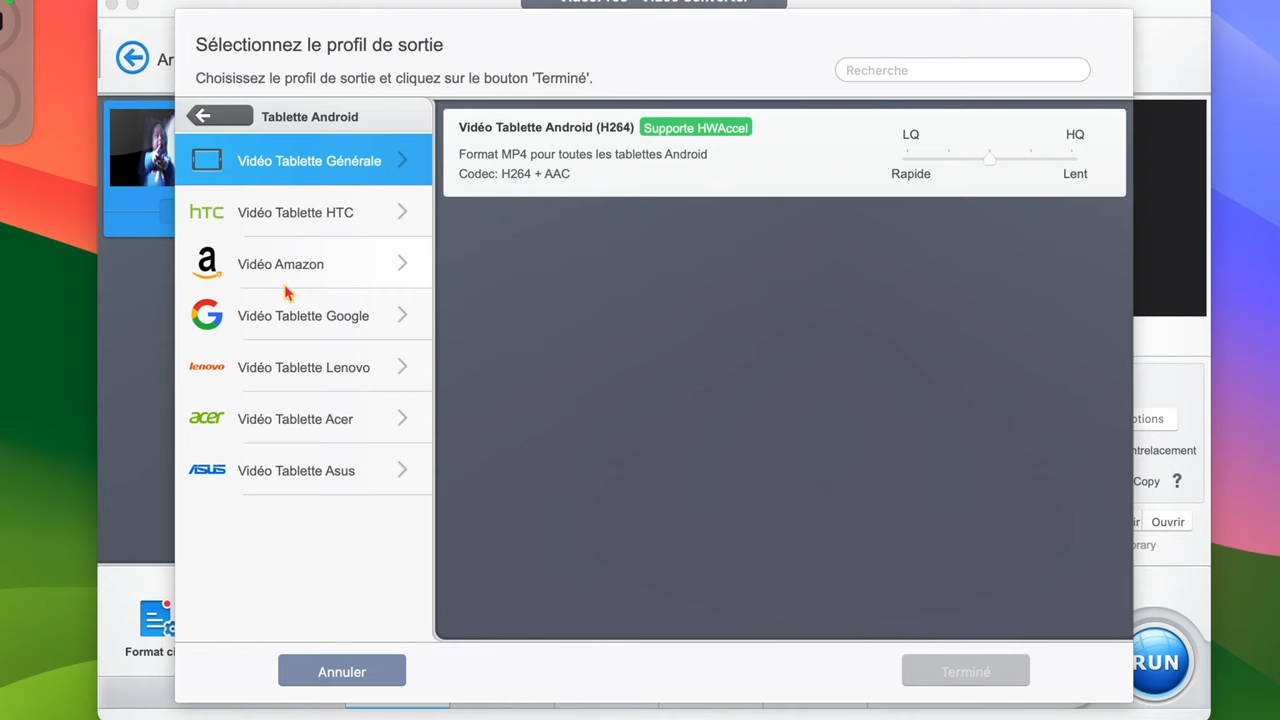 Sélectionnez le profil de sortie
Choisissez le profil de sortie et cliquez sur le bouton 'Terminé'.
Recherche
Tablette Android
Vidéo Tablette Générale
hTC Vidéo Tablette HTC
a Vidéo Amazon
G Vidéo Tablette Google
lenovo Vidéo Tablette Lenovo
acer Vidéo Tablette Acer
ASUS Vidéo Tablette Asus
Vidéo Tablette Android (H264) Supporte HWAccel
Format MP4 pour toutes les tablettes Android
Codec: H264 + AAC
LQ HQ
Rapide Lent
Copy ?
Ouvrir
Format
RUN
Annuler
Terminé